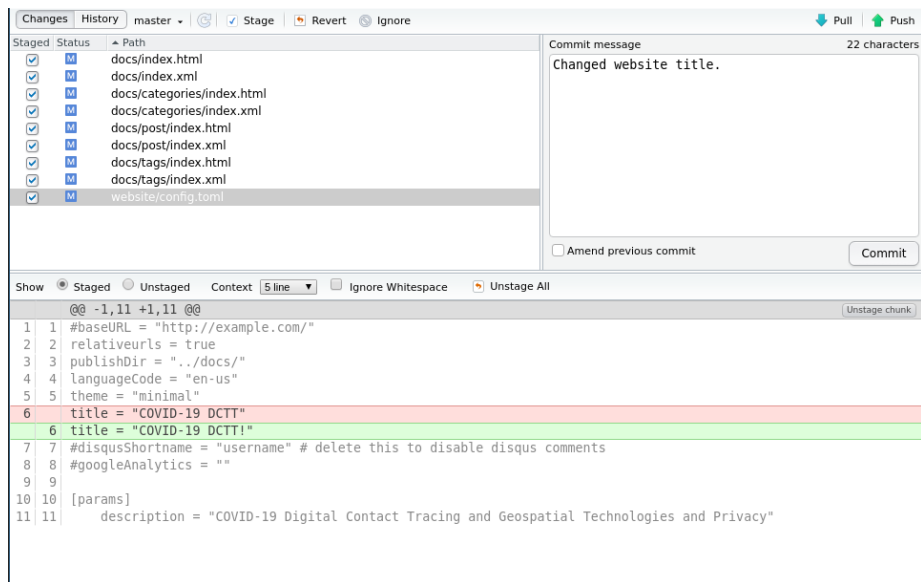 Changes History master Stage Revert Ignore Pull Push
Staged Status Path
M docs/index.html
M docs/index.xml
M docs/categories/index.html
M docs/categories/index.xml
M docs/post/index.html
M docs/post/index.xml
M docs/tags/index.html
M docs/tags/index.xml
M website/config.toml
Commit message 22 characters
Changed website title.
Amend previous commit Commit
Show Staged Unstaged Context 5 line Ignore Whitespace Unstage All
@@ -1,11 +1,11 @@ Unstage chunk
1 1 #baseURL = "http://example.com/"
2 2 relativeurls = true
3 3 publishDir = "../docs/"
4 4 languageCode = "en-us"
5 5 theme = "minimal"
6 title = "COVID-19 DCTT"
6 title = "COVID-19 DCTT!"
7 7 #disqusShortname = "username" # delete this to disable disqus comments
8 8 #googleAnalytics = ""
9 9
10 10 [params]
11 11 description = "COVID-19 Digital Contact Tracing and Geospatial Technologies and Privacy"